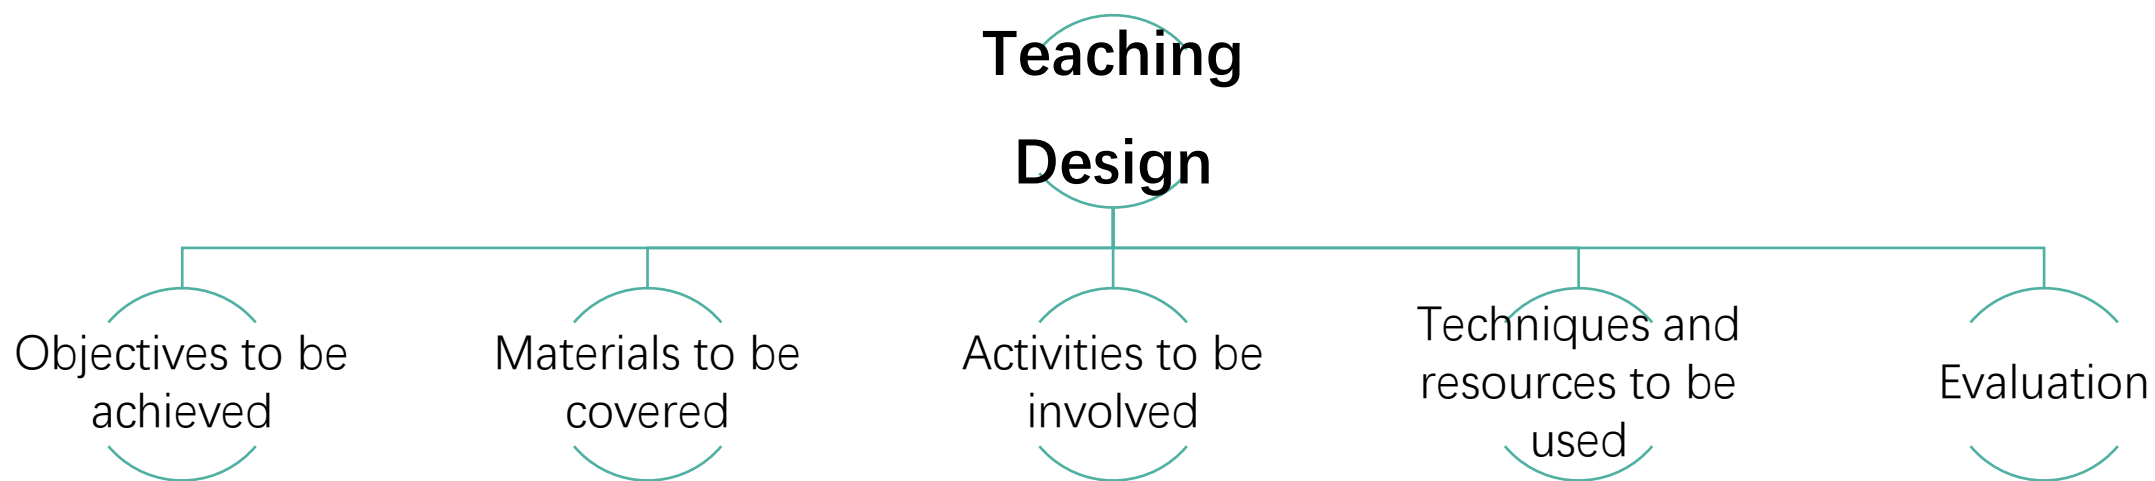 Teaching
Design
Objectives to be
achieved
Materials to be
covered
Activities to be
involved
Techniques and
resources to be
used
Evaluation